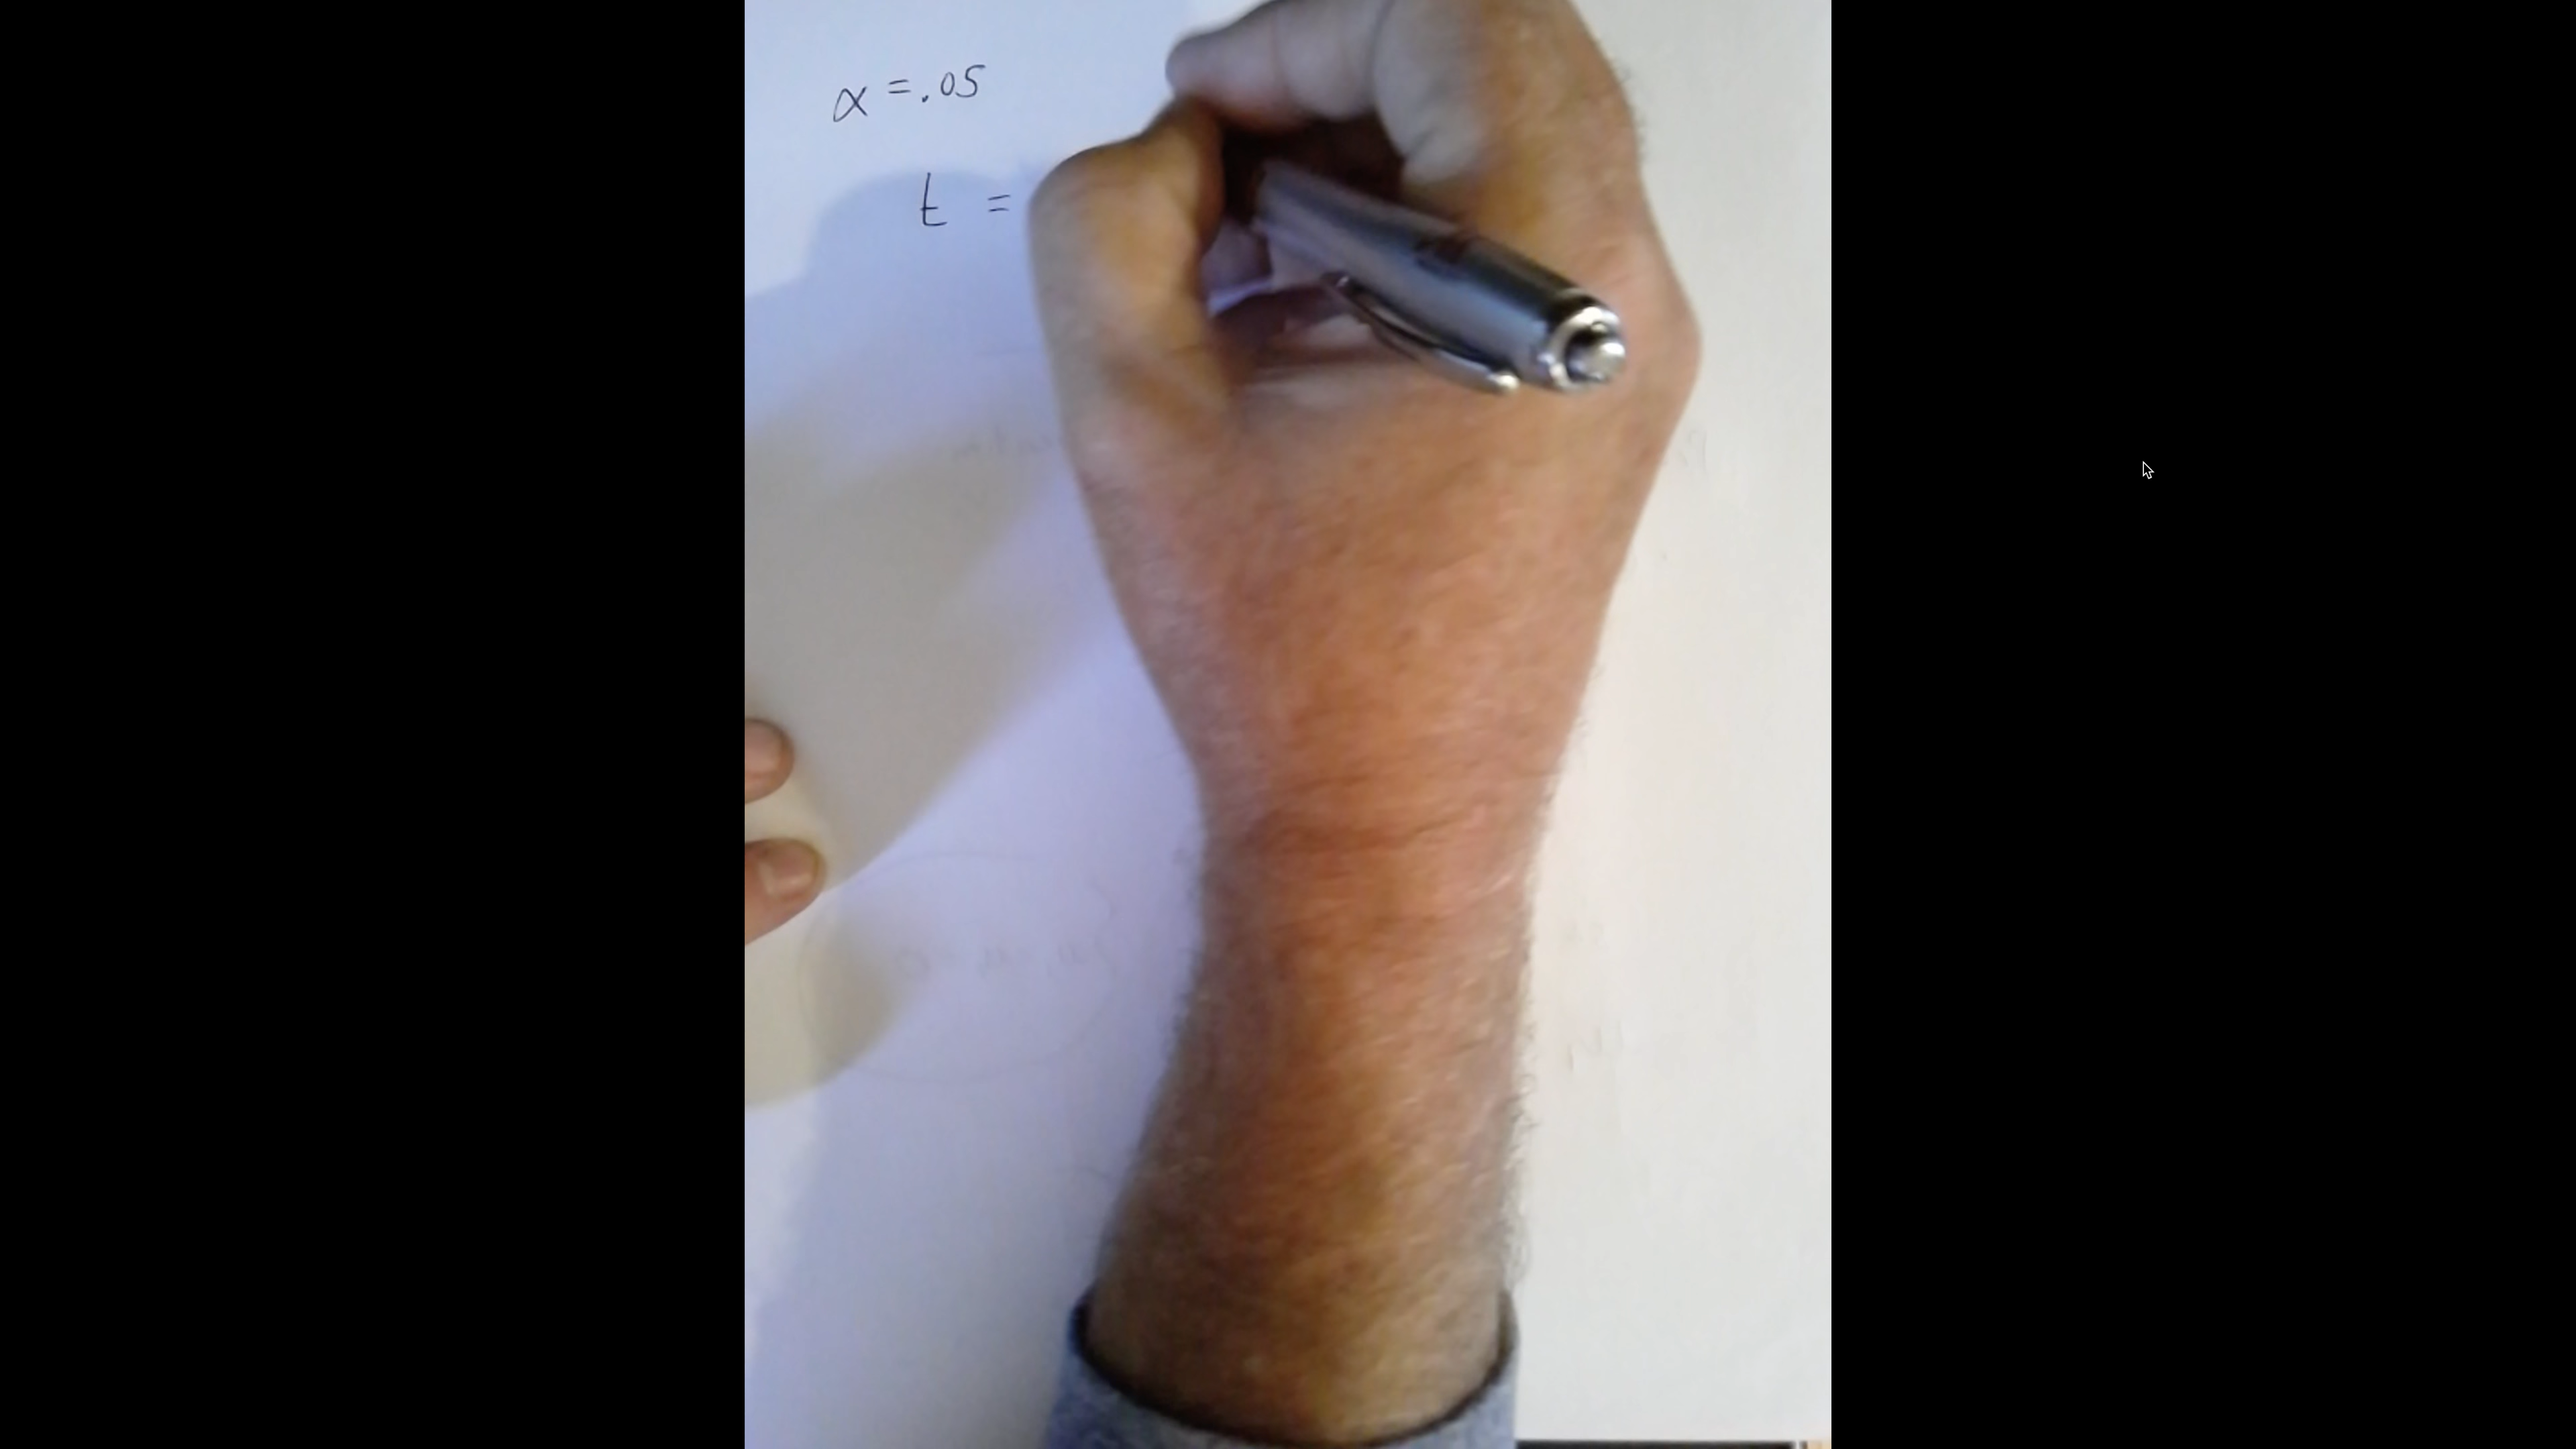 α = .05
t =